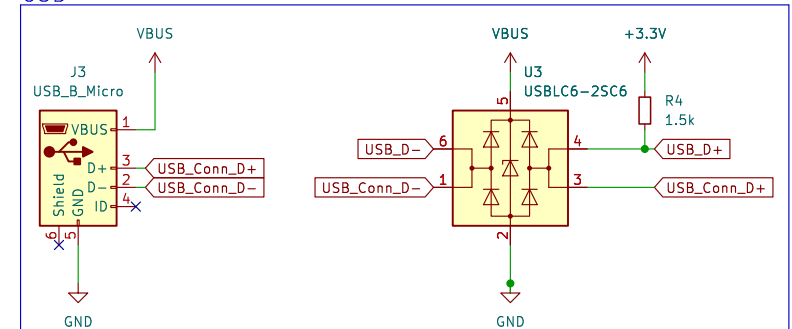 USB
VBUS
J3
USB_B_Micro
VBUS
1
D+
3
USB_Conn_D+
D-
2
USB_Conn_D-
ID
4
Shield
GND
6
5
GND
VBUS
U3
USBLC6-2SC6
5
USB_D-
6
4
USB_D+
USB_Conn_D-
1
3
USB_Conn_D+
2
GND
+3.3V
R4
1.5k